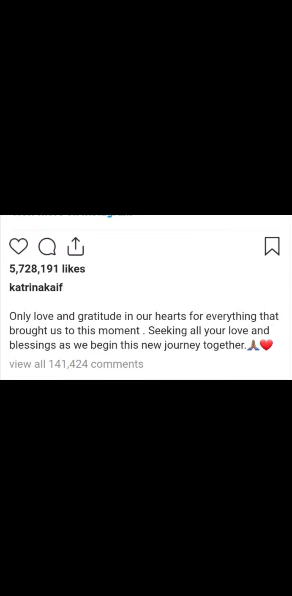 5,728,191 likes
katrinakaif
Only love and gratitude in our hearts for everything that
brought us to this moment . Seeking all your love and
blessings as we begin this new journey together.🙏🏽❤️
view all 141,424 comments